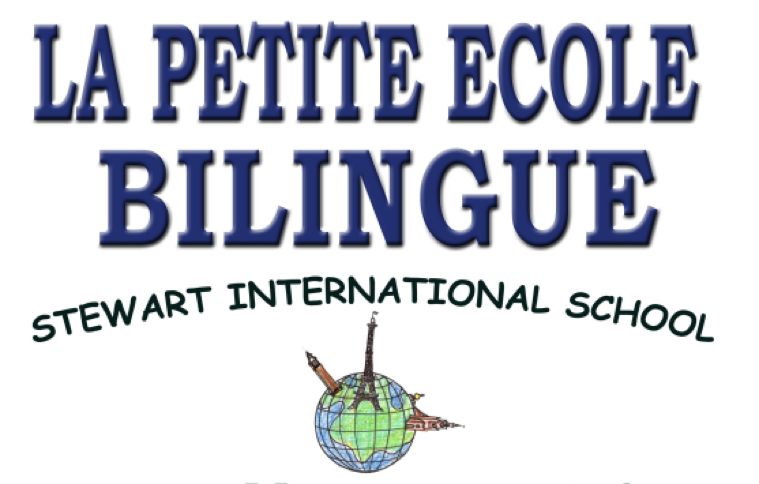 LA PETITE ECOLE
BILINGUE
STEWART INTERNATIONAL SCHOOL